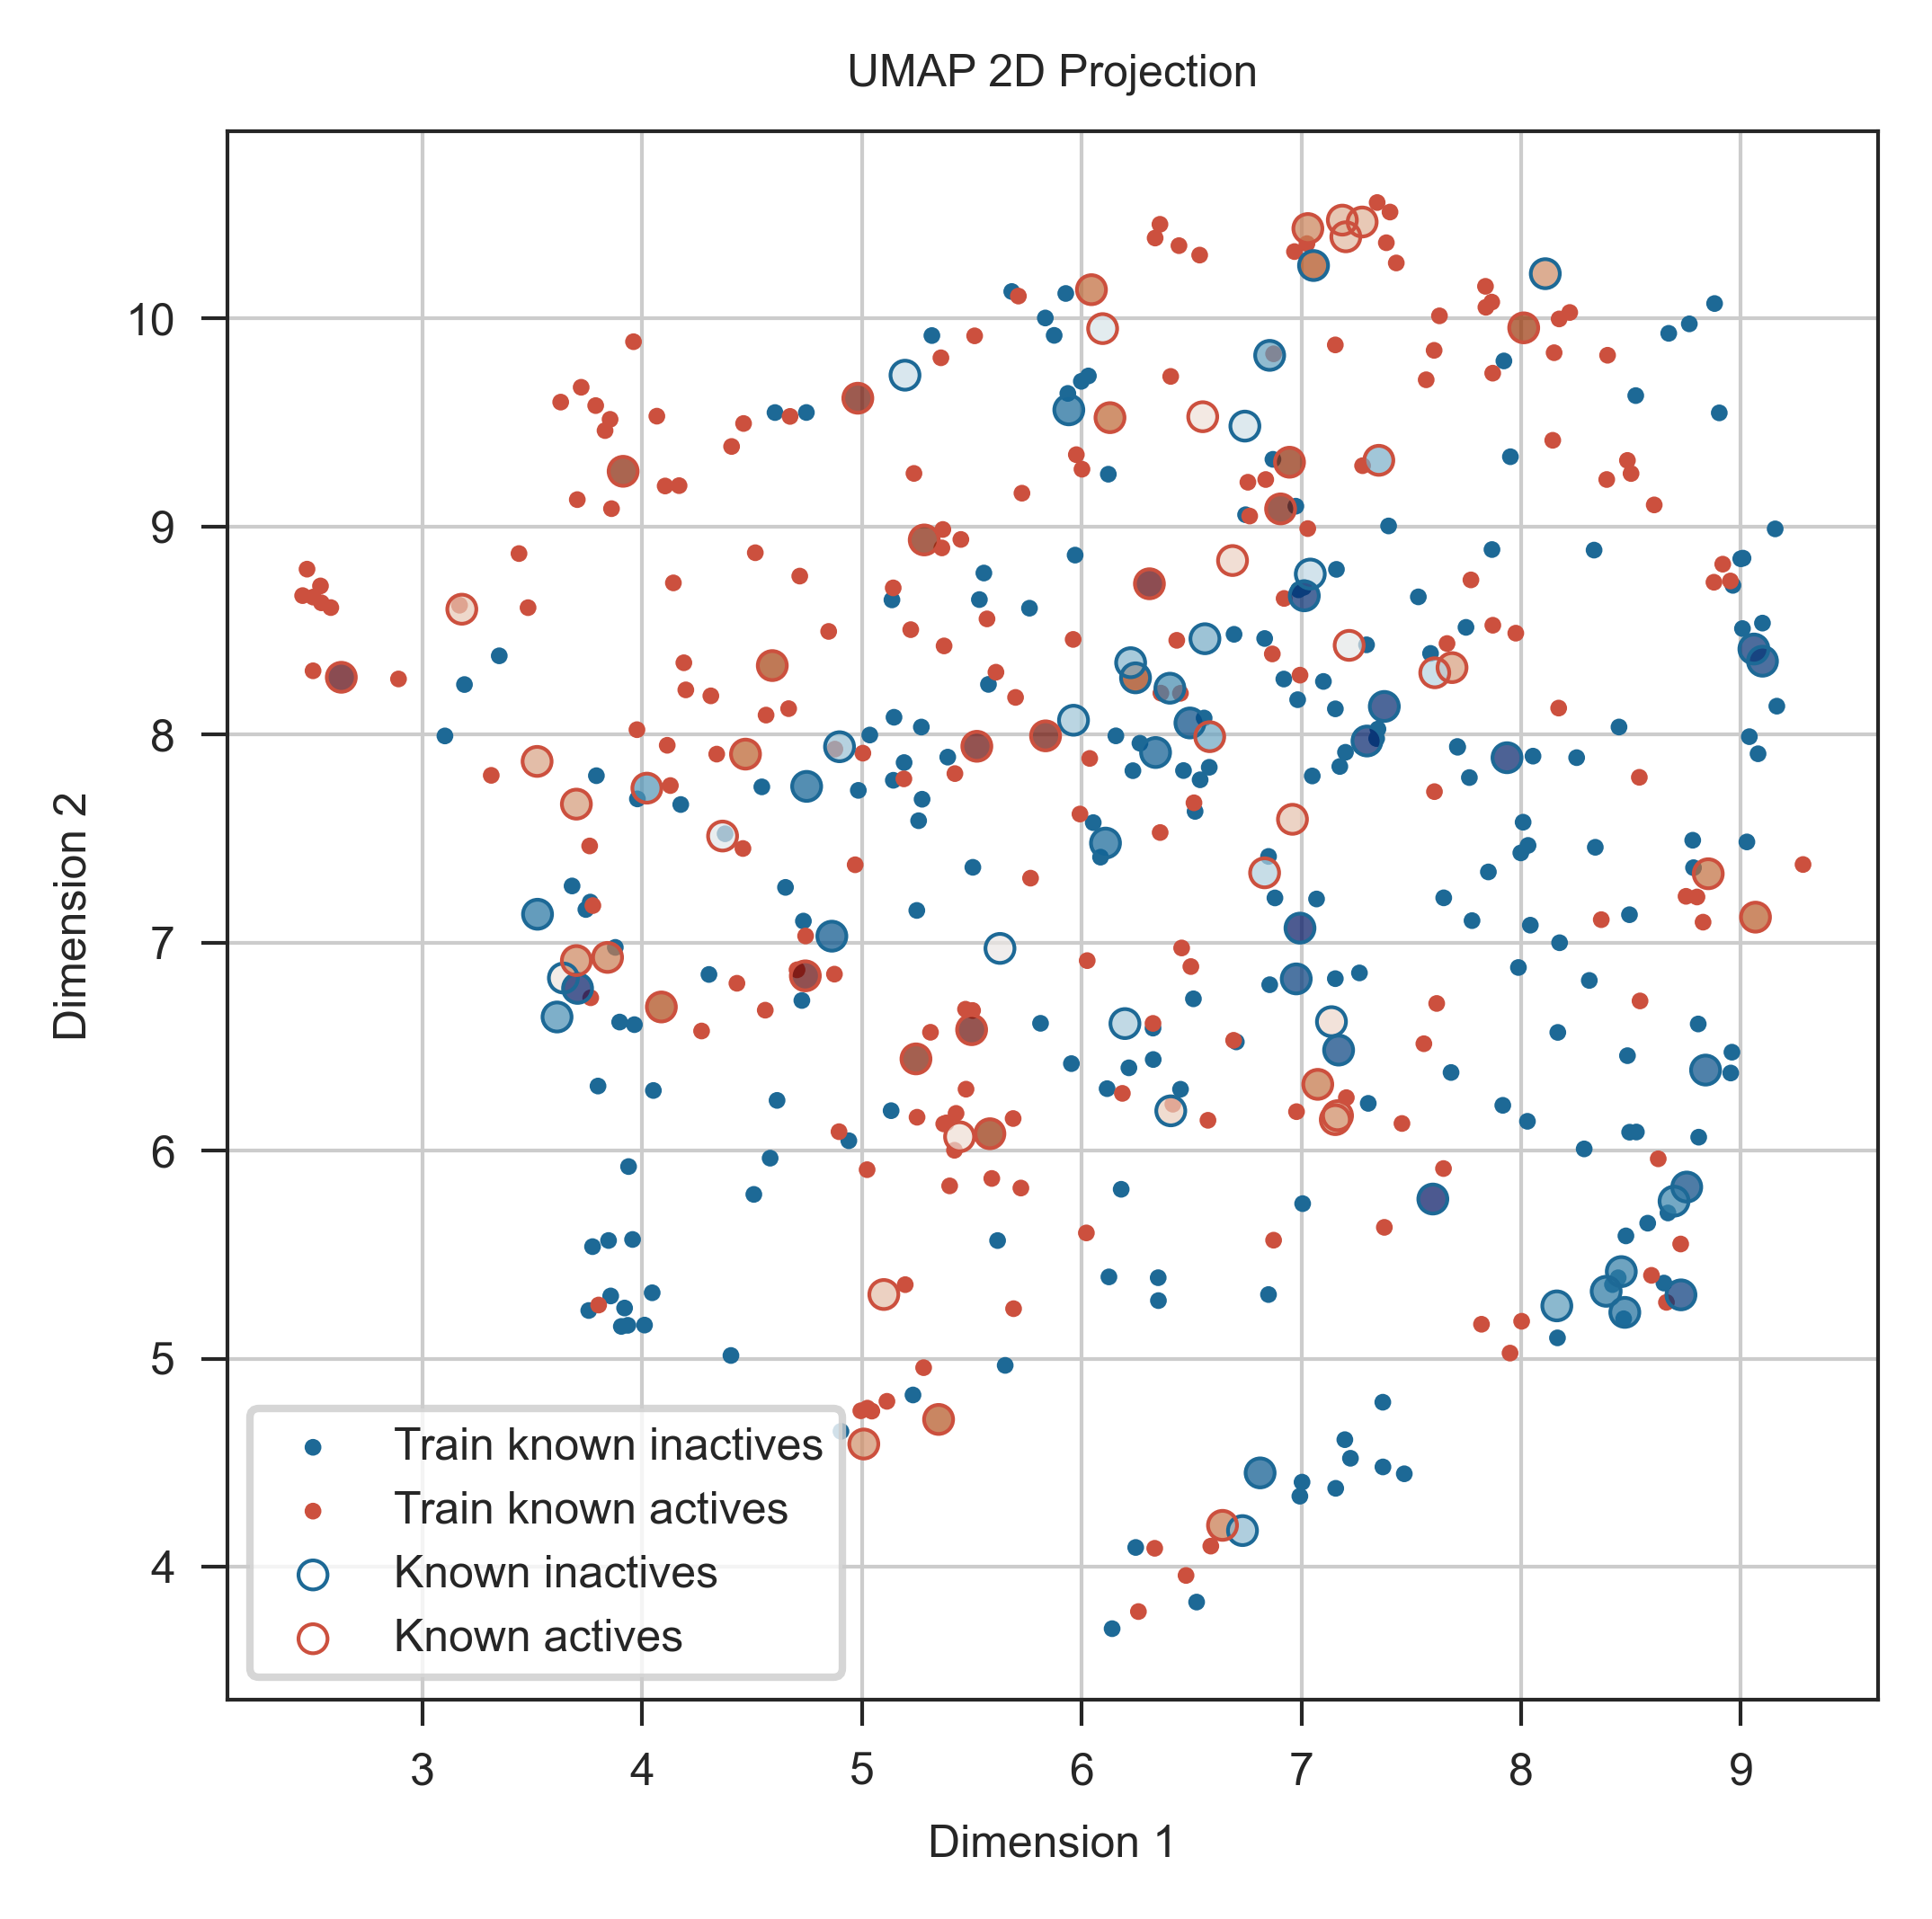 UMAP 2D Projection
10
9
8
7
6
5
4
Dimension 2
Train known inactives
Train known actives
Known inactives
Known actives
3 4 5 6 7 8 9
Dimension 1